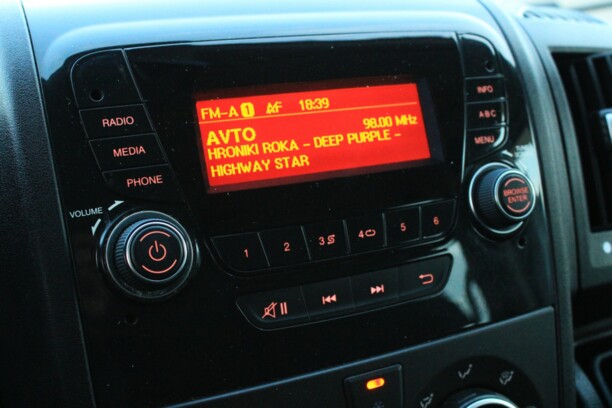 FM-A 1 AF 18:39
AVTO 98.00 MHz
HRONIKI ROKA - DEEP PURPLE -
HIGHWAY STAR
RADIO
MEDIA
PHONE
INFO
A·B·C
MENU
VOLUME
BROWSE
ENTER
1 2 3 4 5 6